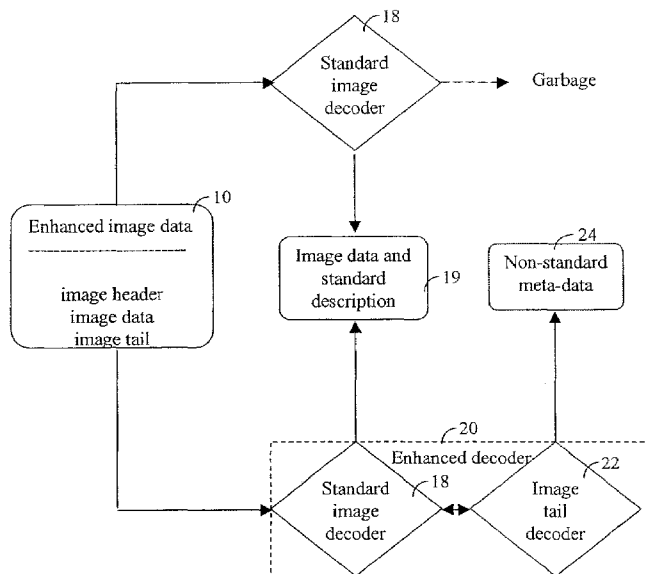 18
Standard
image
decoder
Garbage
10
Enhanced image data
image header
image data
image tail
Image data and
standard
description
19
24
Non-standard
meta-data
20
Enhanced decoder
18
Standard
image
decoder
22
Image
tail
decoder